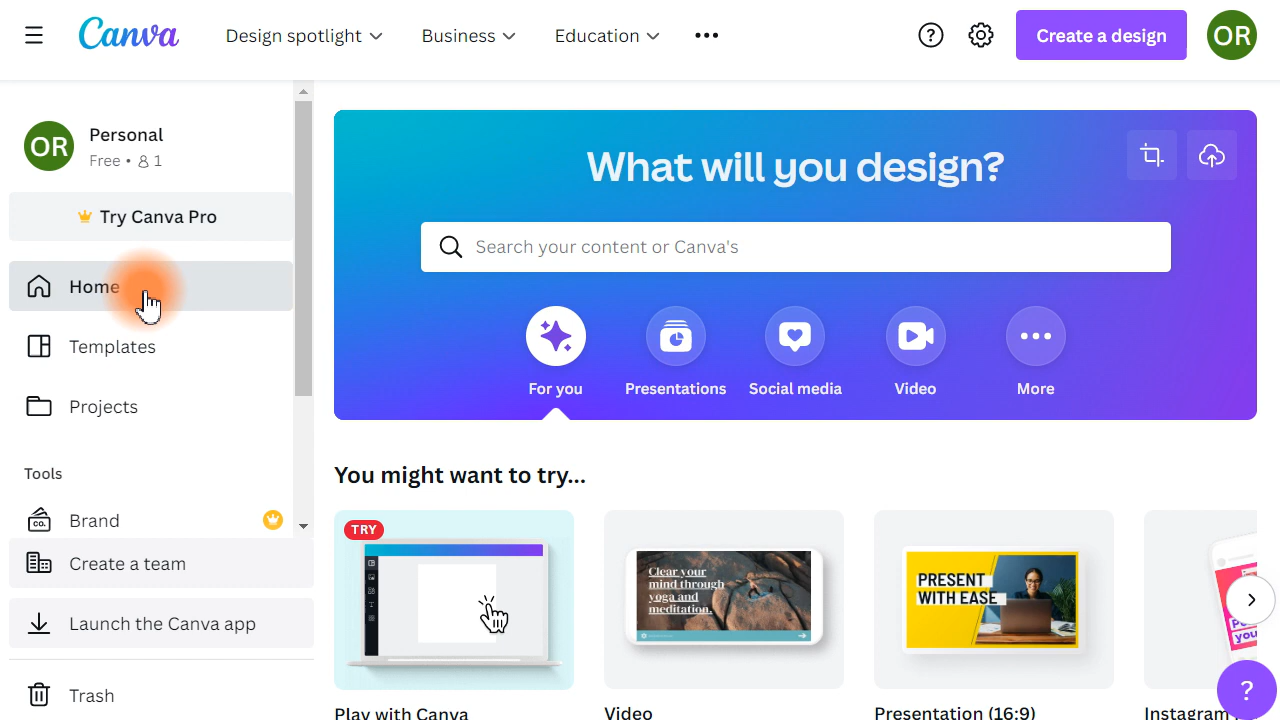 Canva
Design spotlight
Business
Education
Create a design
OR
OR
Personal
Free • 1
Try Canva Pro
Home
Templates
Projects
Tools
CO.
Brand
Create a team
Launch the Canva app
Trash
What will you design?
Search your content or Canva's
For you
Presentations
Social media
Video
More
You might want to try...
TRY
Play with Canva
Clear your
mind through
yoga and
meditation.
Video
PRESENT
WITH EASE
Presentation (16:9)
you
Instagram
?